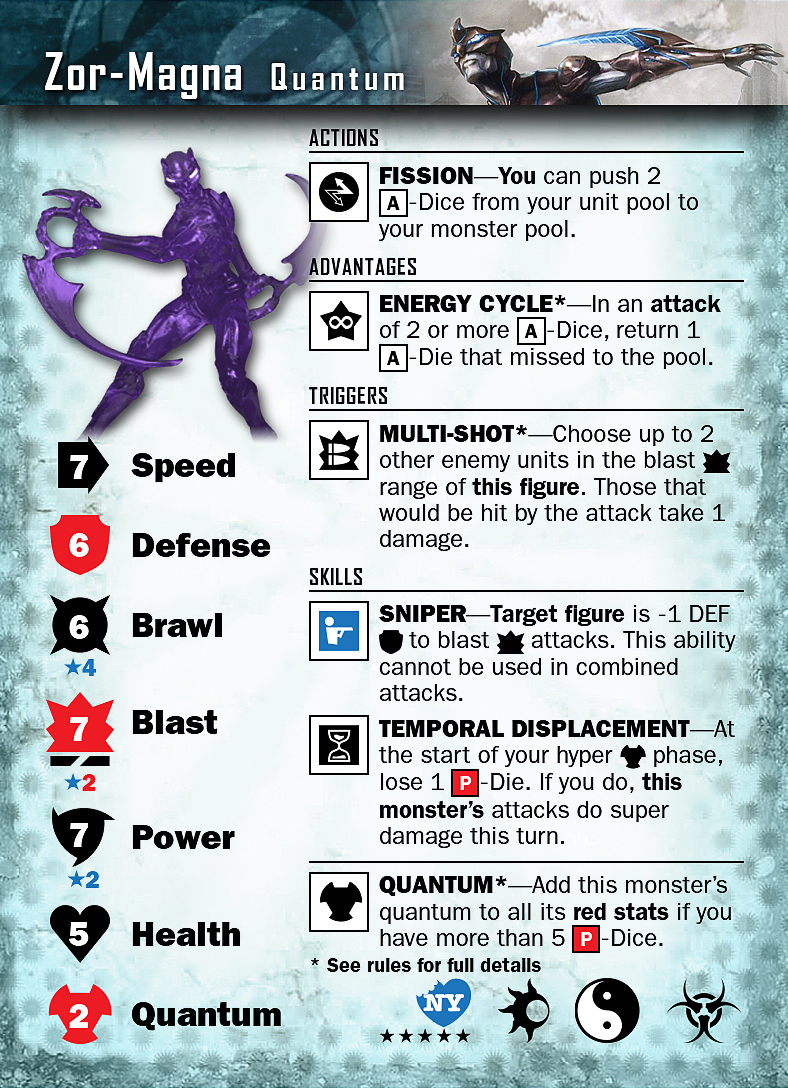 Zor-Magna Quantum
ACTIONS
FISSION—You can push 2
A-Dice from your unit pool to
your monster pool.
ADVANTAGES
ENERGY CYCLE*—In an attack
of 2 or more A-Dice, return 1
A-Die that missed to the pool.
TRIGGERS
MULTI-SHOT*—Choose up to 2
other enemy units in the blast
range of this figure. Those that
would be hit by the attack take 1
damage.
SKILLS
SNIPER—Target figure is -1 DEF
to blast attacks. This ability
cannot be used in combined
attacks.
TEMPORAL DISPLACEMENT—At
the start of your hyper phase,
lose 1 P-Die. If you do, this
monster's attacks do super
damage this turn.
QUANTUM*—Add this monster's
quantum to all its red stats if you
have more than 5 P-Dice.
* See rules for full details
NY
★★★★★
7 Speed
6 Defense
6 Brawl
★4
7 Blast
★2
7 Power
★2
5 Health
2 Quantum